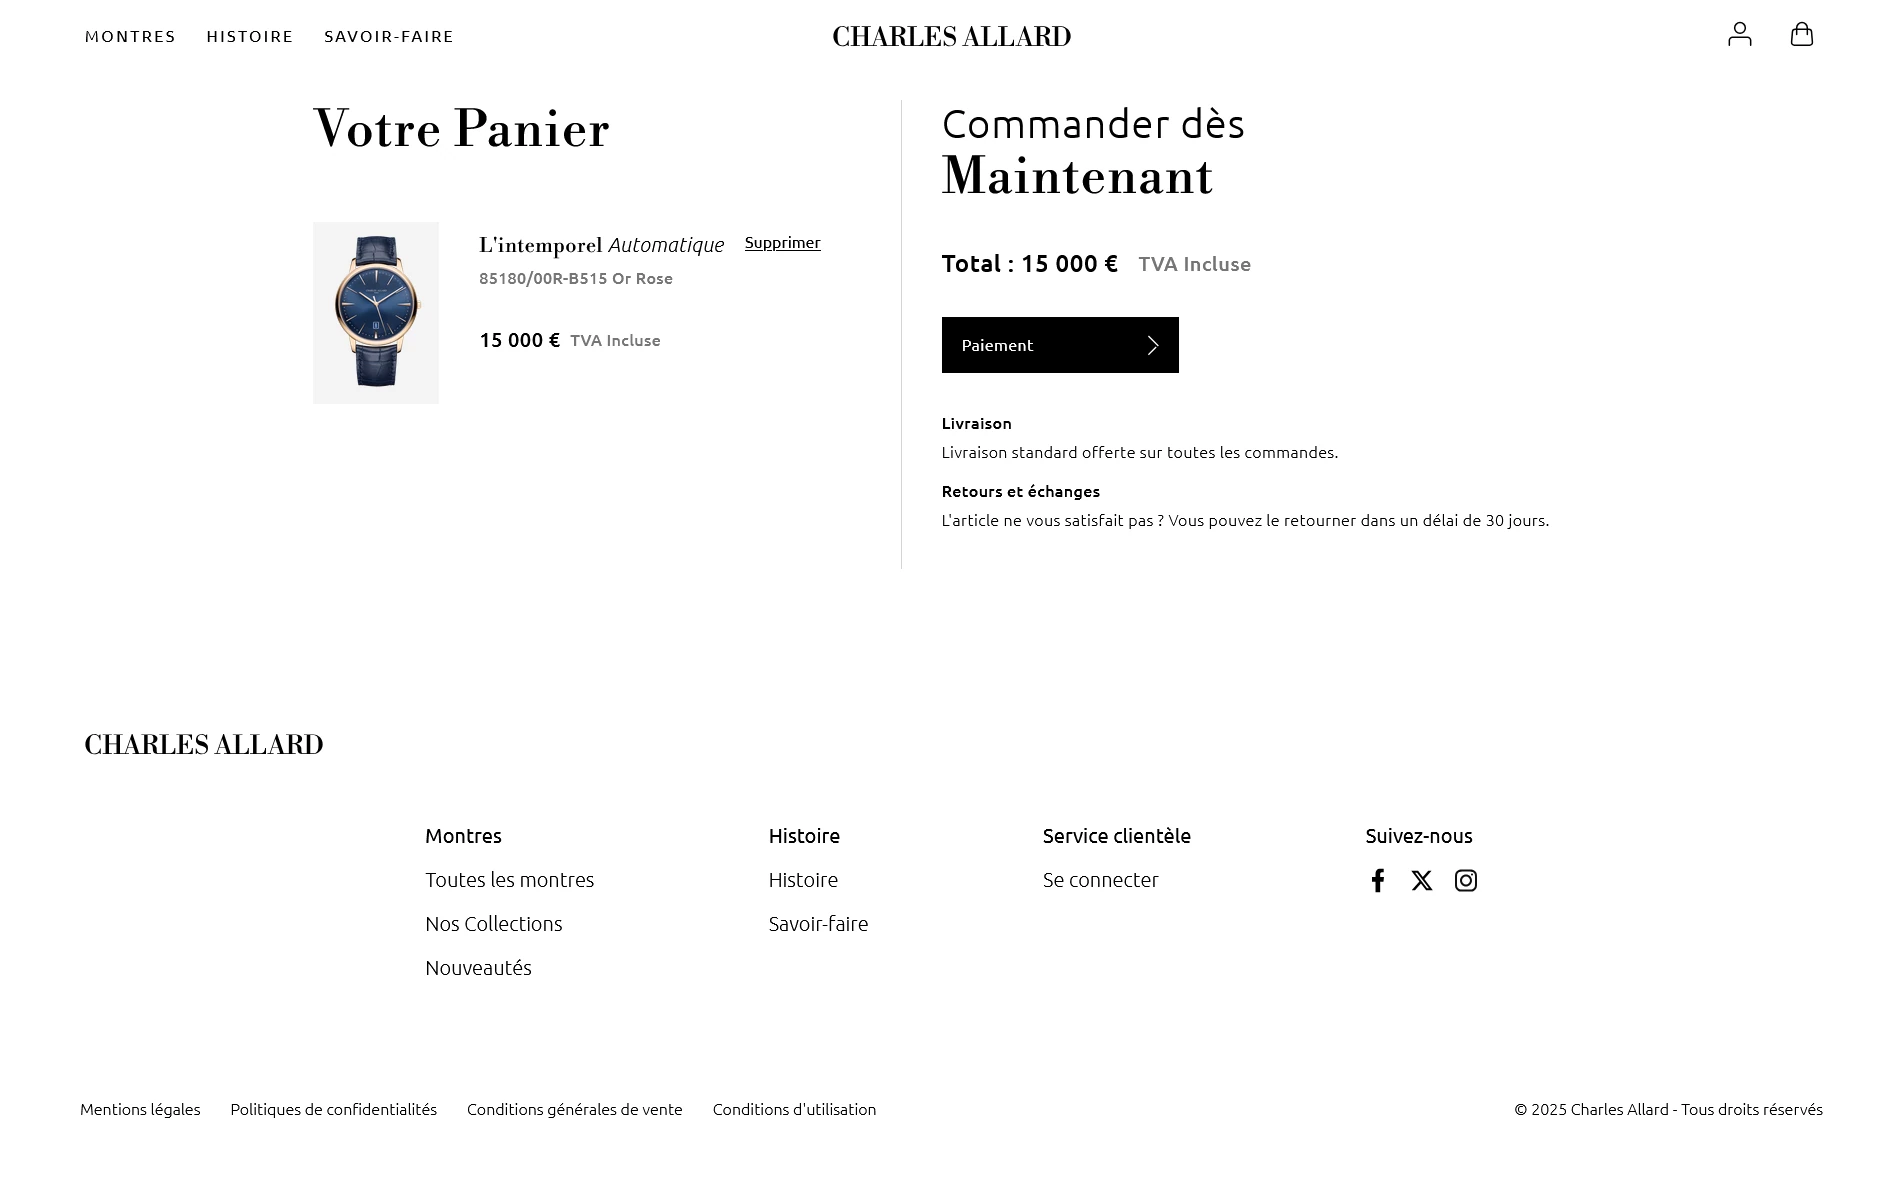 MONTRES HISTOIRE SAVOIR-FAIRE CHARLES ALLARD
Votre Panier
L'intemporel Automatique Supprimer
85180/00R-B515 Or Rose
15 000 € TVA Incluse
Commander dès
Maintenant
Total : 15 000 € TVA Incluse
Paiement
Livraison
Livraison standard offerte sur toutes les commandes.
Retours et échanges
L'article ne vous satisfait pas ? Vous pouvez le retourner dans un délai de 30 jours.
CHARLES ALLARD
Montres
Toutes les montres
Nos Collections
Nouveautés
Histoire
Histoire
Savoir-faire
Service clientèle
Se connecter
Suivez-nous
Mentions légales Politiques de confidentialités Conditions générales de vente Conditions d'utilisation © 2025 Charles Allard - Tous droits réservés